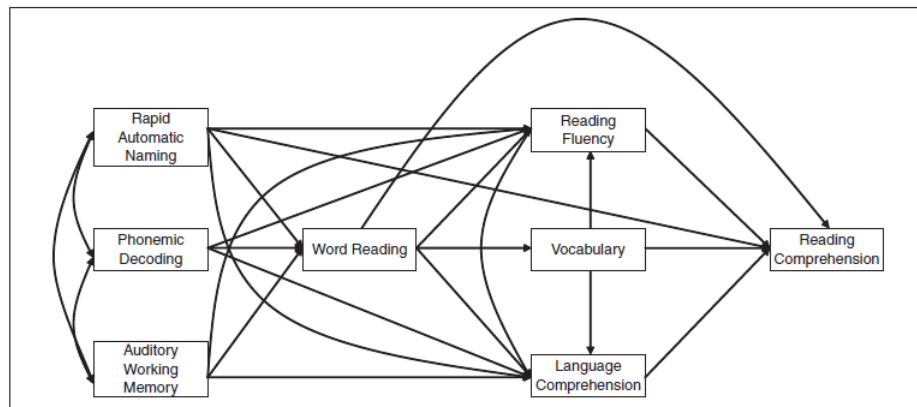 Rapid
Automatic
Naming
Reading
Fluency
Phonemic
Decoding
Word Reading
Vocabulary
Reading
Comprehension
Auditory
Working
Memory
Language
Comprehension